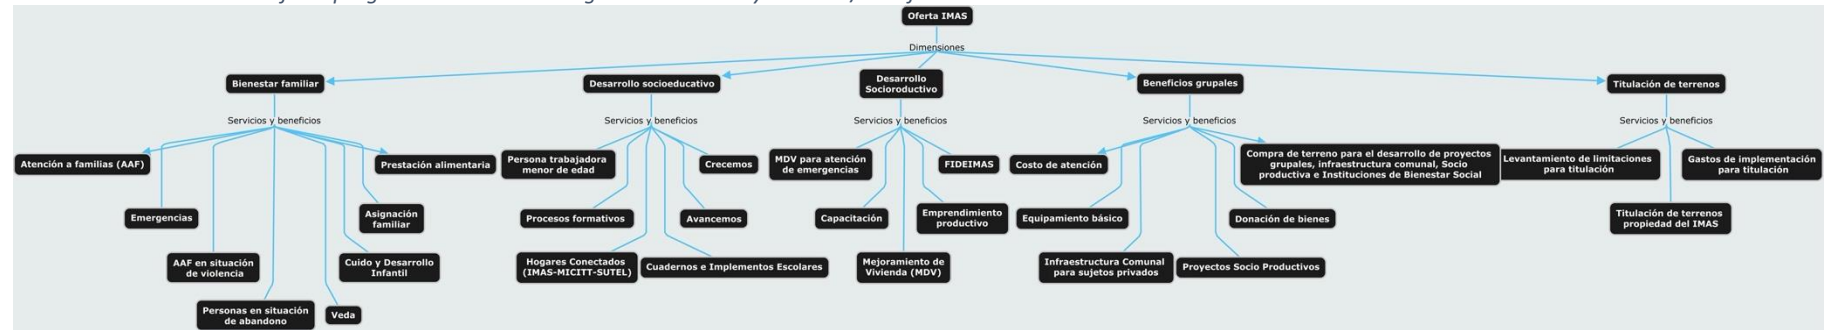 Oferta IMAS
Dimensiones
Bienestar familiar
Desarrollo socioeducativo
Desarrollo
Socioroductivo
Beneficios grupales
Titulación de terrenos
Servicios y beneficios
Servicios y beneficios
Servicios y beneficios
Servicios y beneficios
Servicios y beneficios
Atención a familias (AAF)
Prestación alimentaria
Emergencias
Asignación
familiar
AAF en situación
de violencia
Cuido y Desarrollo
Infantil
Personas en situación
de abandono
Veda
Persona trabajadora
menor de edad
Crecemos
Procesos formativos
Avancemos
Hogares Conectados
(IMAS-MICITT-SUTEL)
Cuadernos e Implementos Escolares
MDV para atención
de emergencias
FIDEIMAS
Capacitación
Emprendimiento
productivo
Mejoramiento de
Vivienda (MDV)
Costo de atención
Compra de terreno para el desarrollo de proyectos
grupales, infraestructura comunal, Socio
productiva e Instituciones de Bienestar Social
Equipamiento básico
Donación de bienes
Infraestructura Comunal
para sujetos privados
Proyectos Socio Productivos
Levantamiento de limitaciones
para titulación
Gastos de implementación
para titulación
Titulación de terrenos
propiedad del IMAS